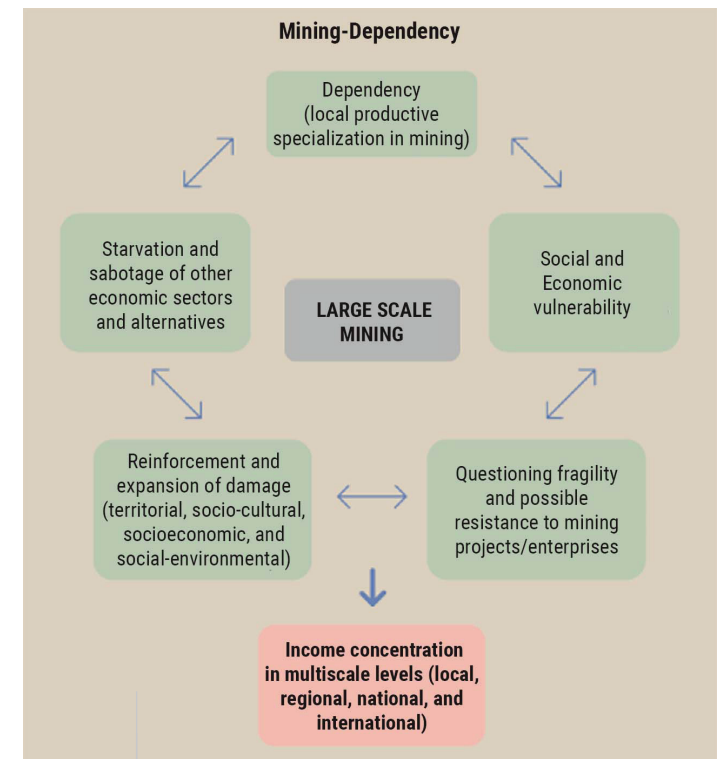 Mining-Dependency
Dependency
(local productive
specialization in mining)
Starvation and
sabotage of other
economic sectors
and alternatives
Social and
Economic
vulnerability
LARGE SCALE
MINING
Reinforcement and
expansion of damage
(territorial, socio-cultural,
socioeconomic, and
social-environmental)
Questioning fragility
and possible
resistance to mining
projects/enterprises
Income concentration
in multiscale levels (local,
regional, national, and
international)